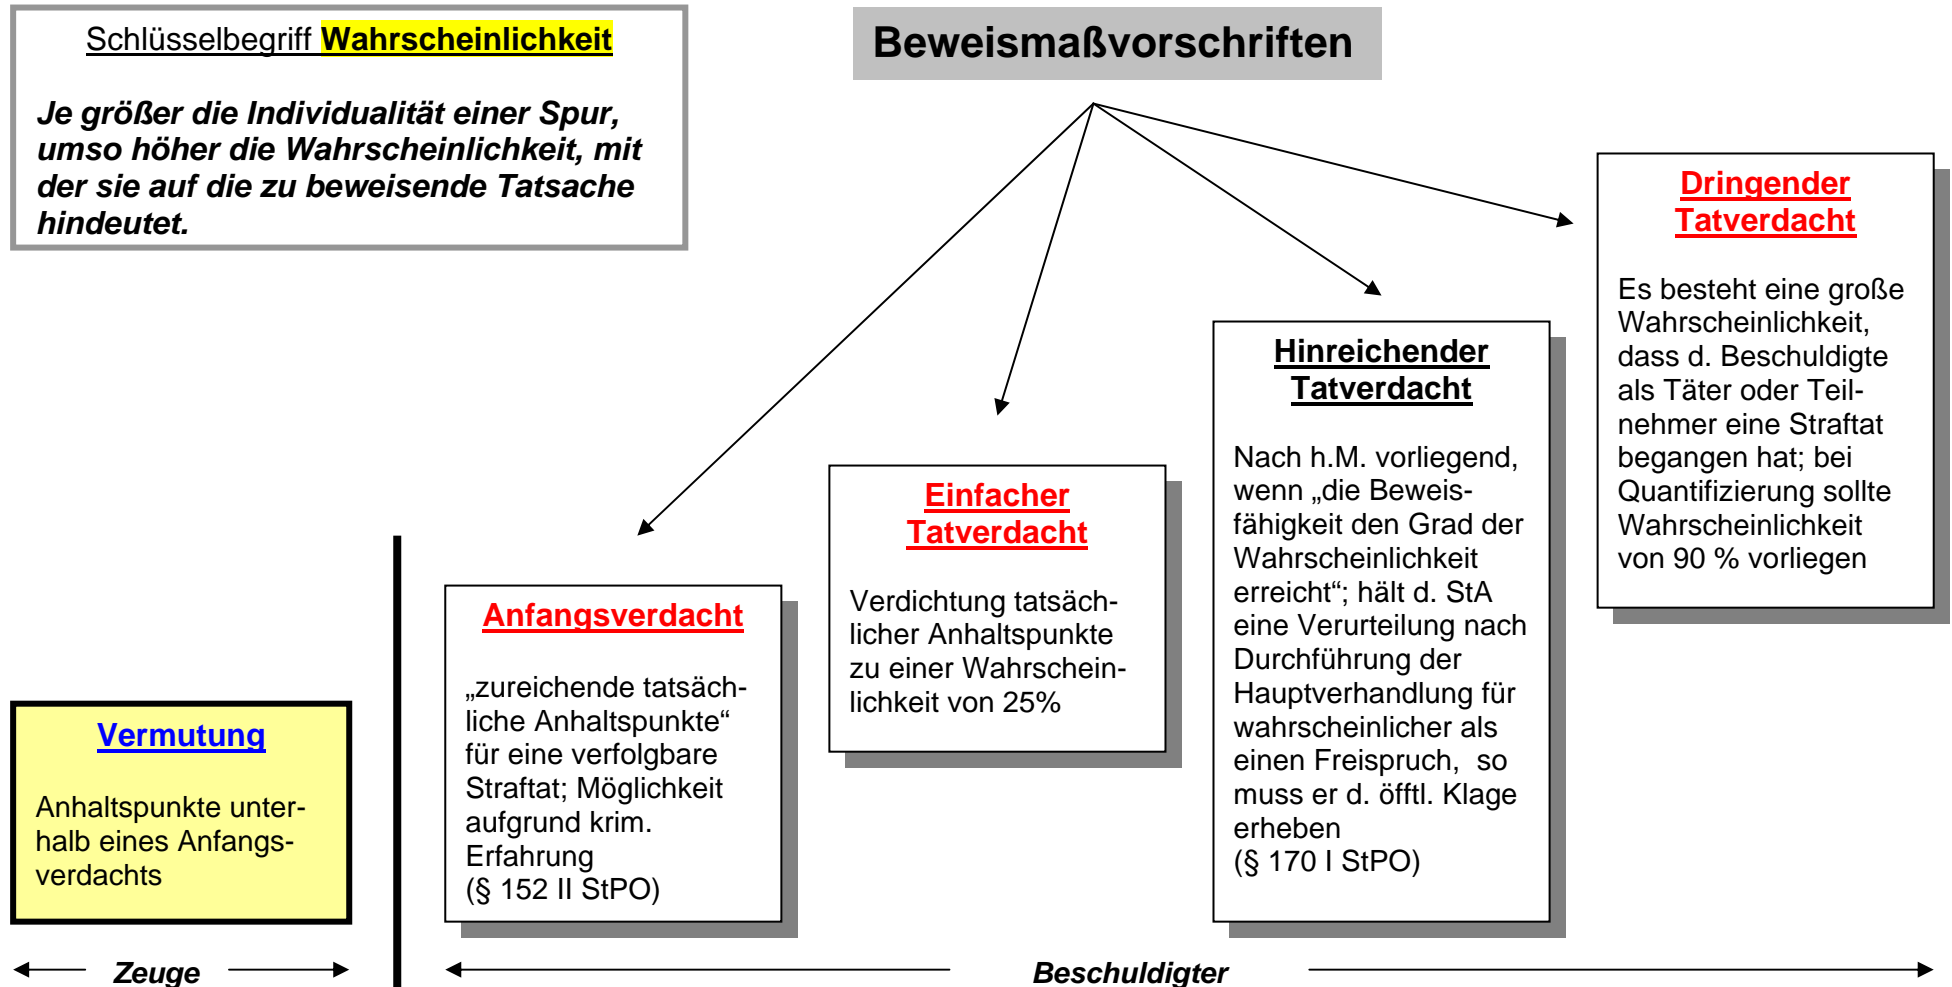 Schlüsselbegriff Wahrscheinlichkeit
Je größer die Individualität einer Spur,
umso höher die Wahrscheinlichkeit, mit
der sie auf die zu beweisende Tatsache
hindeutet.
Beweismaßvorschriften
Vermutung
Anhaltspunkte unter-
halb eines Anfangs-
verdachts
Anfangsverdacht
„zureichende tatsäch-
liche Anhaltspunkte“
für eine verfolgbare
Straftat; Möglichkeit
aufgrund krim.
Erfahrung
(§ 152 II StPO)
Einfacher
Tatverdacht
Verdichtung tatsäch-
licher Anhaltspunkte
zu einer Wahrschein-
lichkeit von 25%
Hinreichender
Tatverdacht
Nach h.M. vorliegend,
wenn „die Beweis-
fähigkeit den Grad der
Wahrscheinlichkeit
erreicht“; hält d. StA
eine Verurteilung nach
Durchführung der
Hauptverhandlung für
wahrscheinlicher als
einen Freispruch, so
muss er d. öfftl. Klage
erheben
(§ 170 I StPO)
Dringender
Tatverdacht
Es besteht eine große
Wahrscheinlichkeit,
dass d. Beschuldigte
als Täter oder Teil-
nehmer eine Straftat
begangen hat; bei
Quantifizierung sollte
Wahrscheinlichkeit
von 90 % vorliegen
Zeuge
Beschuldigter